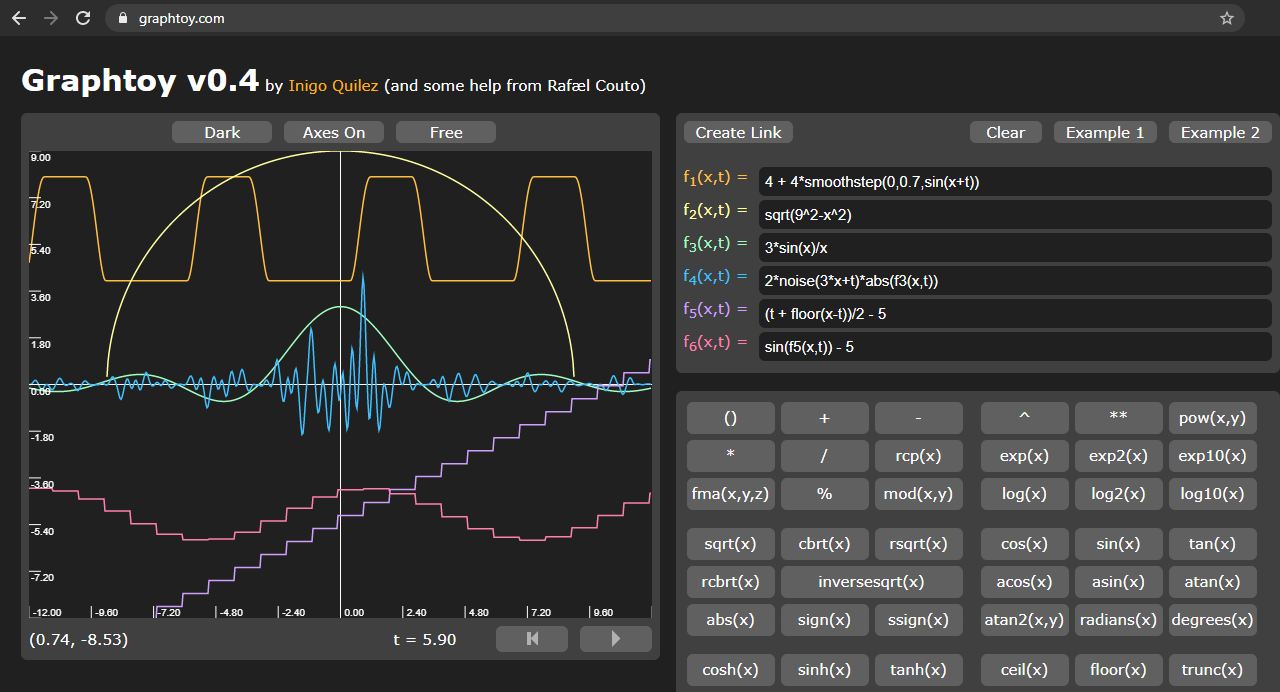 graphtoy.com
Graphtoy v0.4 by Inigo Quilez (and some help from Rafæl Couto)
Dark Axes On Free
9.00
7.20
5.40
3.60
1.80
0.00
-1.80
-3.60
-5.40
-7.20
-12.00 -9.60 -7.20 -4.80 -2.40 0.00 2.40 4.80 7.20 9.60
(0.74, -8.53) t = 5.90
Create Link Clear Example 1 Example 2
f1(x,t) = 4 + 4*smoothstep(0,0.7,sin(x+t))
f2(x,t) = sqrt(9^2-x^2)
f3(x,t) = 3*sin(x)/x
f4(x,t) = 2*noise(3*x+t)*abs(f3(x,t))
f5(x,t) = (t + floor(x-t))/2 - 5
f6(x,t) = sin(f5(x,t)) - 5
() + - ^ ** pow(x,y)
* / rcp(x) exp(x) exp2(x) exp10(x)
fma(x,y,z) % mod(x,y) log(x) log2(x) log10(x)
sqrt(x) cbrt(x) rsqrt(x) cos(x) sin(x) tan(x)
rcbrt(x) inversesqrt(x) acos(x) asin(x) atan(x)
abs(x) sign(x) ssign(x) atan2(x,y) radians(x) degrees(x)
cosh(x) sinh(x) tanh(x) ceil(x) floor(x) trunc(x)